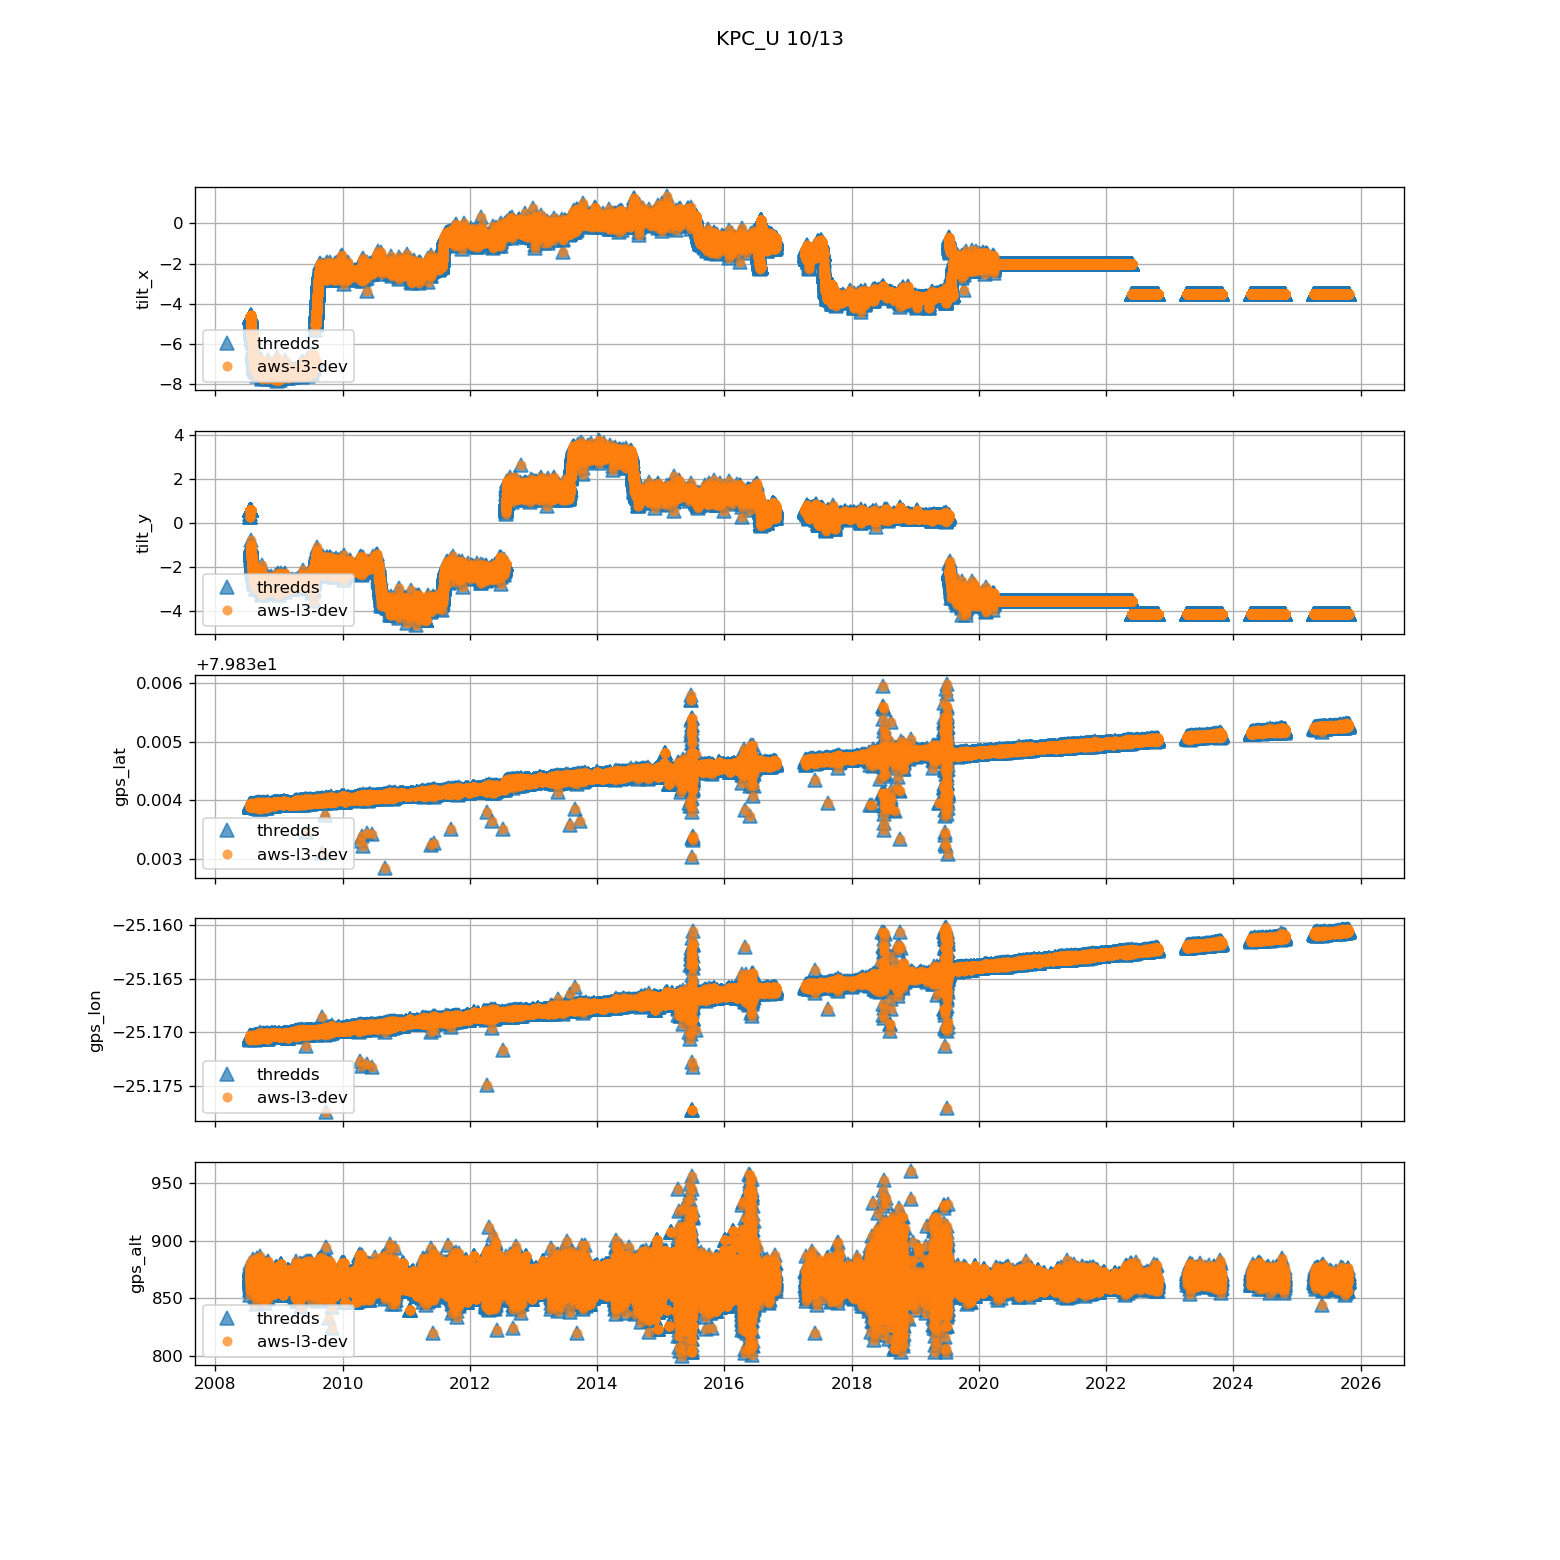 KPC_U 10/13
0
−2
−4
−6
−8
tilt_x
thredds
aws-l3-dev
4
2
0
−2
−4
tilt_y
thredds
aws-l3-dev
+7.983e1
0.006
0.005
0.004
0.003
gps_lat
thredds
aws-l3-dev
−25.160
−25.165
−25.170
−25.175
gps_lon
thredds
aws-l3-dev
950
900
850
800
gps_alt
thredds
aws-l3-dev
2008 2010 2012 2014 2016 2018 2020 2022 2024 2026